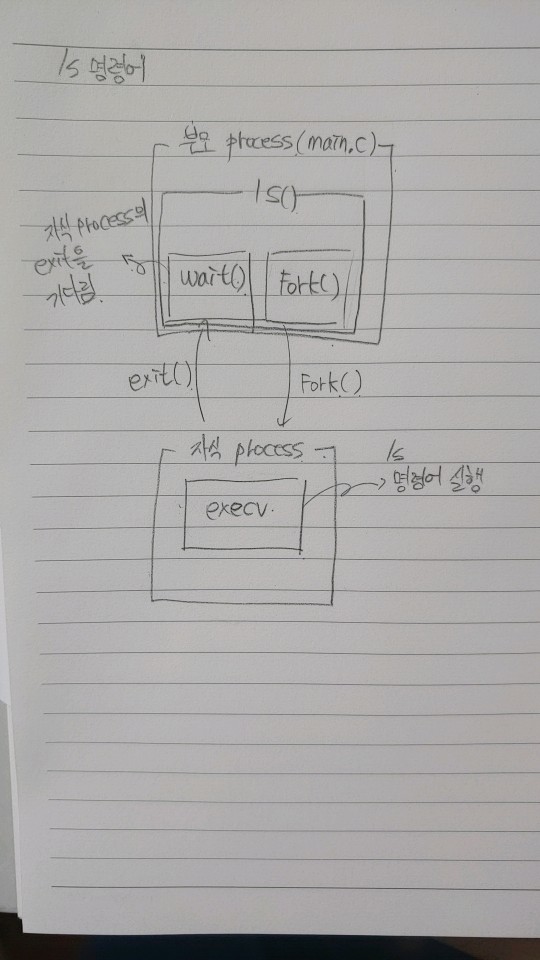 ls 명령어
부모 process(main.c)
ls()
자식 process의
exit을
기다림.
wait()
Fork()
exit()
Fork()
자식 process
ls
명령어 실행
execv.